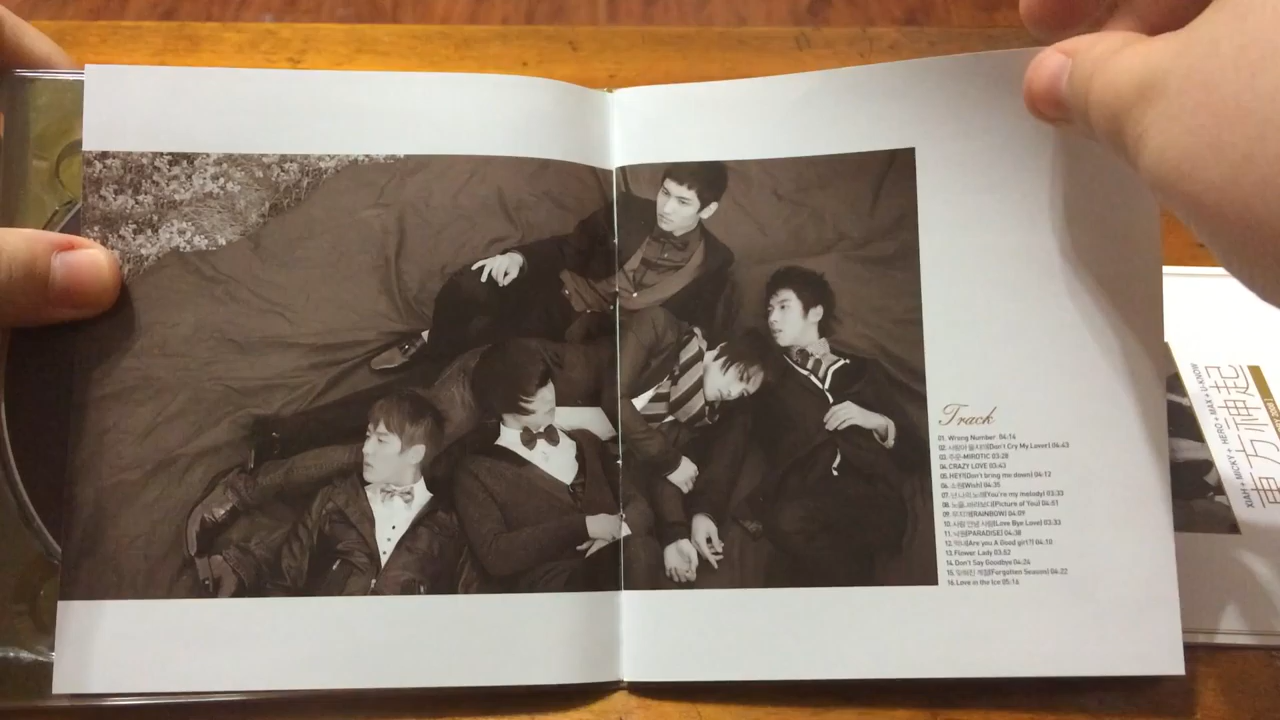 Track
01. Wrong Number 04:14
02. 사랑아 울지마(Don't Cry My Lover) 04:43
03. 주문-MIROTIC 03:28
04. CRAZY LOVE 03:43
05. HEY!(Don't bring me down) 04:12
06. 소원(Wish) 04:35
07. 넌 나의 노래(You're my melody) 03:33
08. 노을..바라보다(Picture of You) 04:51
09. 무지개(RAINBOW) 04:09
10. 사랑 안녕 사랑(Love Bye Love) 03:33
11. 낙원(PARADISE) 04:38
12. 악녀(Are you A Good girl?) 04:10
13. Flower Lady 03:52
14. Don't Say Goodbye 04:24
15. 잊혀진 계절(Forgotten Season) 04:22
16. Love in the Ice 05:16
XIAH + MICKY + HERO + MAX + U-KNOW
東方神起